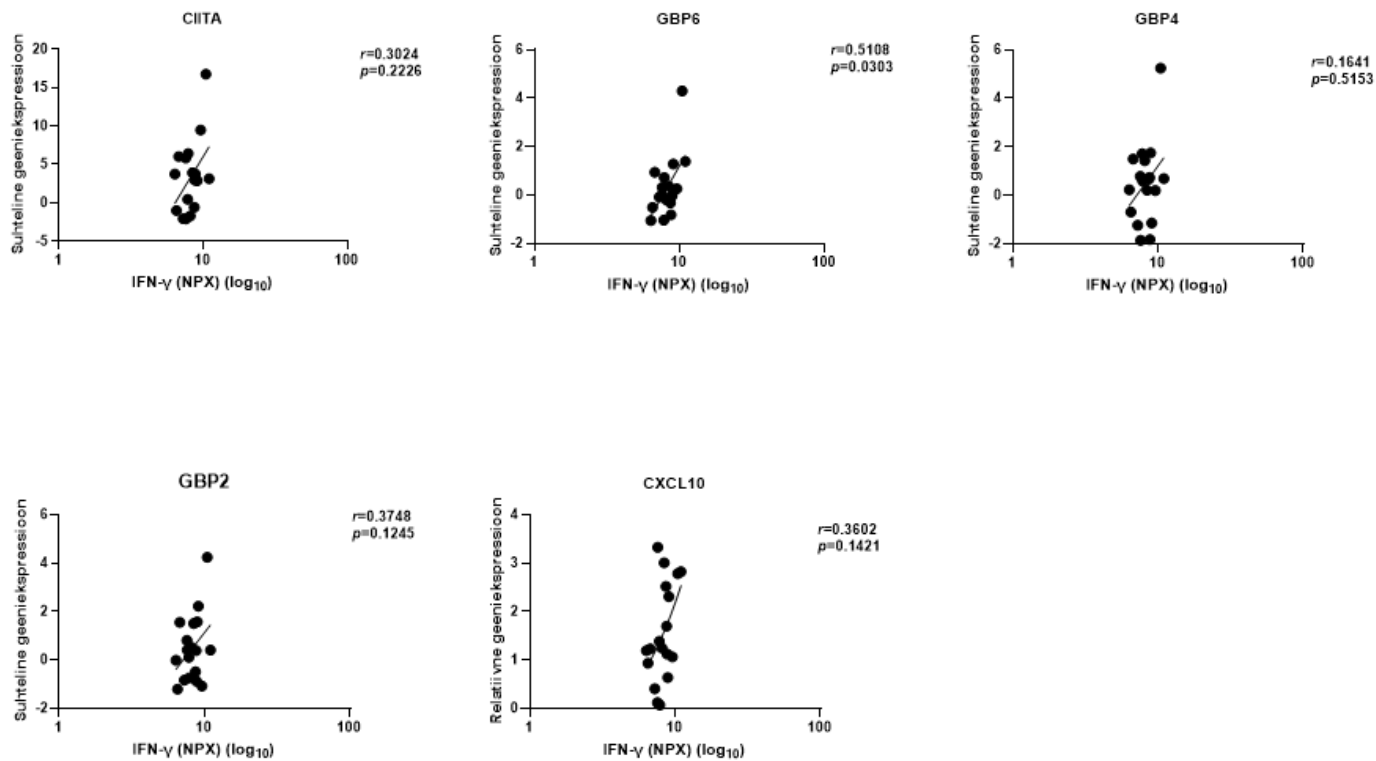 CIITA
Suhteline geeniekspressioon
20
15
10
5
0
-5
1
10
100
IFN-γ (NPX) (log10)
r=0.3024
p=0.2226
GBP6
Suhteline geeniekspressioon
6
4
2
0
-2
1
10
100
IFN-γ (NPX) (log10)
r=0.5108
p=0.0303
GBP4
Suhteline geeniekspressioon
6
4
2
0
-2
1
10
100
IFN-γ (NPX) (log10)
r=0.1641
p=0.5153
GBP2
Suhteline geeniekspressioon
6
4
2
0
-2
1
10
100
IFN-γ (NPX) (log10)
r=0.3748
p=0.1245
CXCL10
Relatiivne geeniekspressioon
4
3
2
1
0
1
10
100
IFN-γ (NPX) (log10)
r=0.3602
p=0.1421